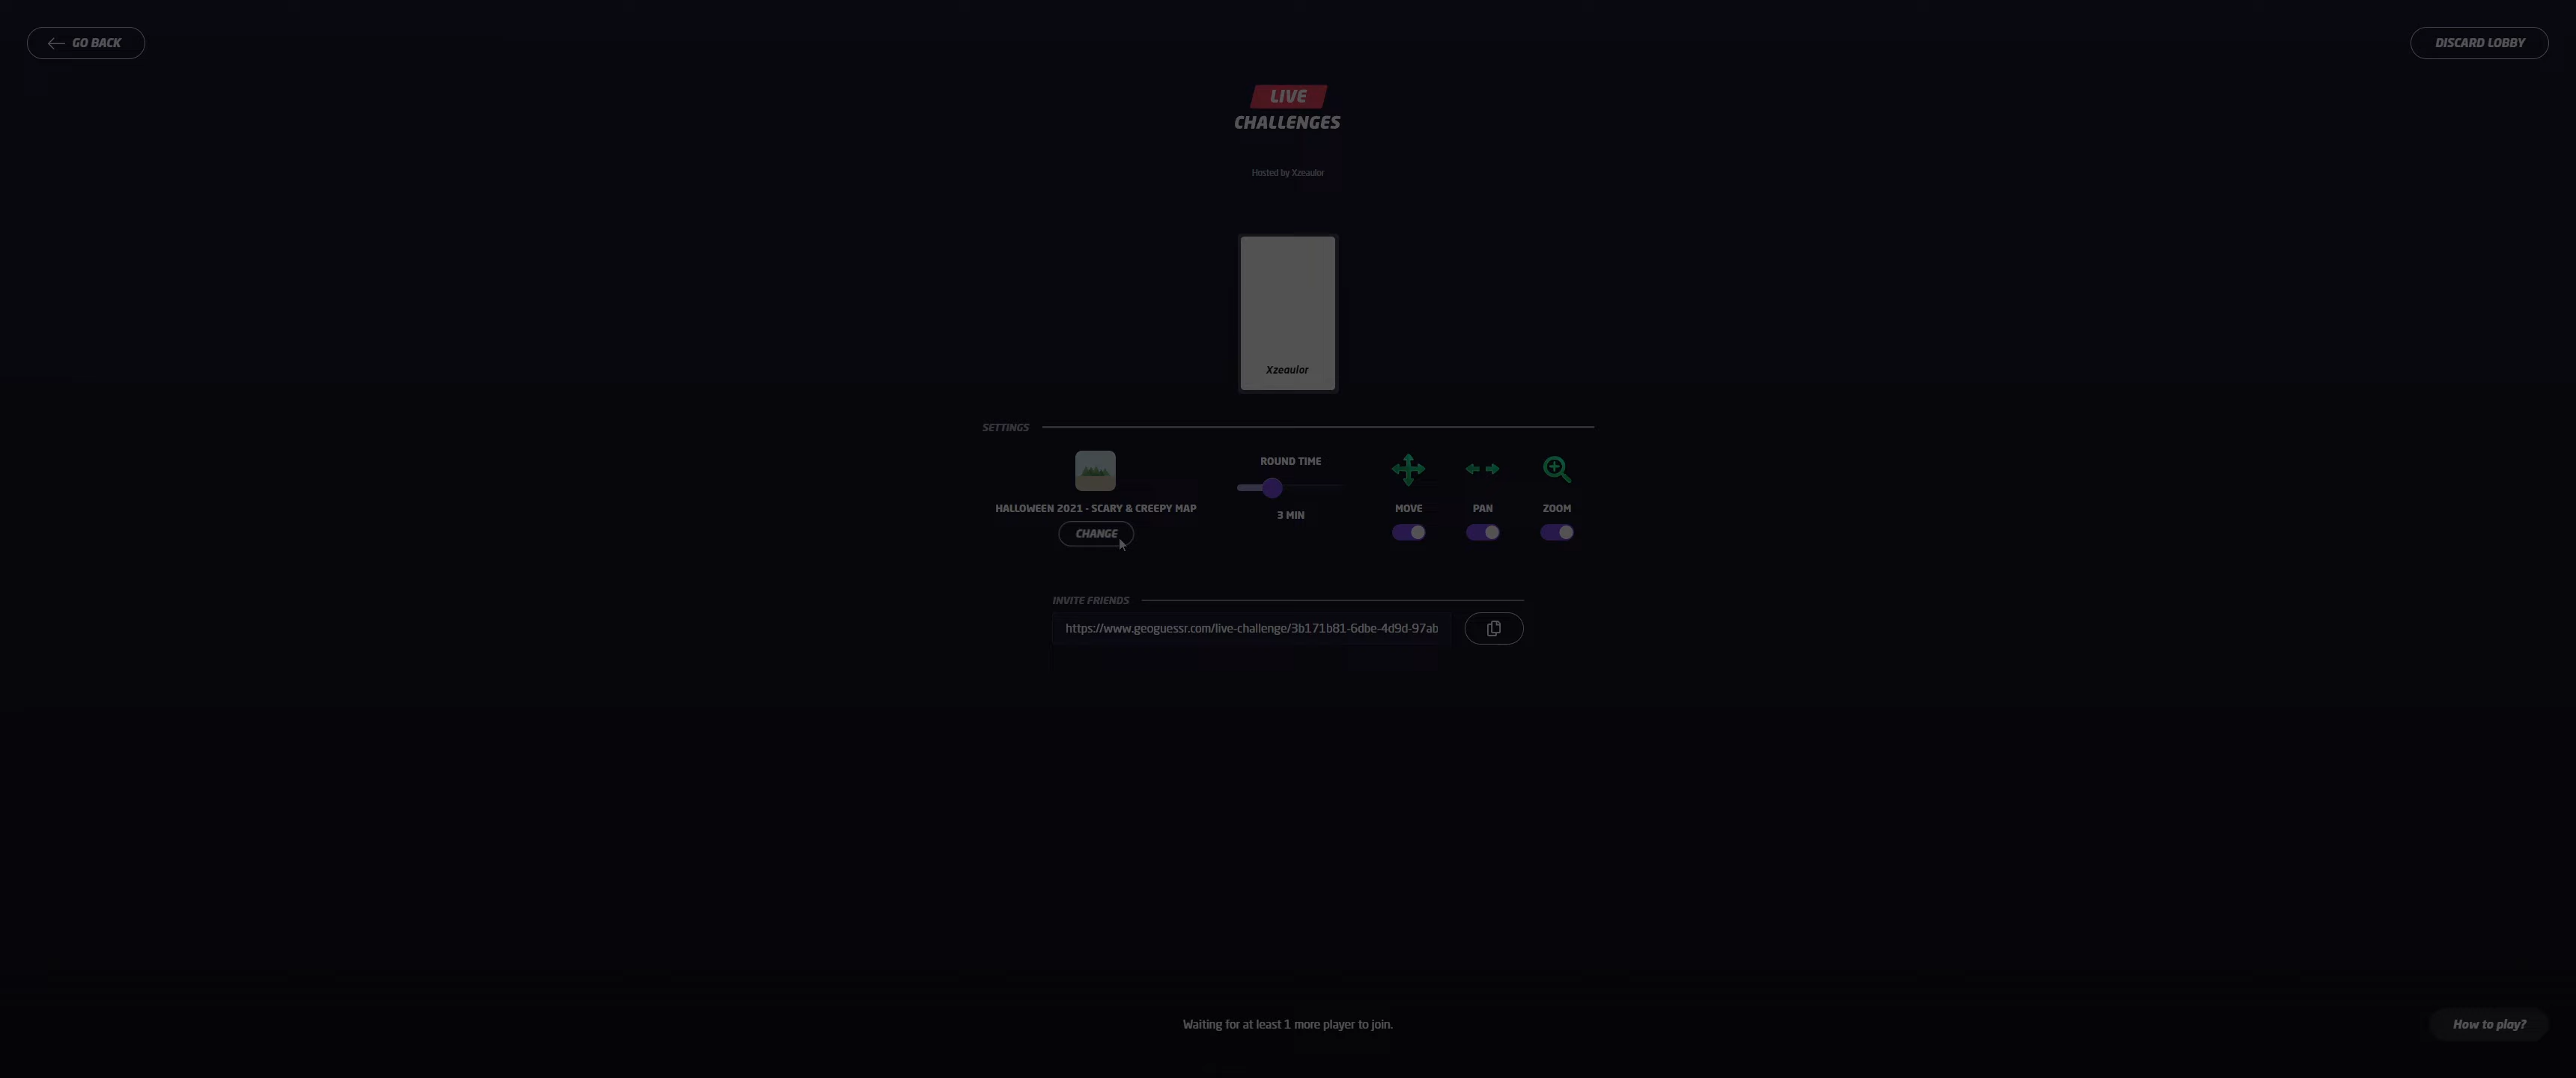 GO BACK
DISCARD LOBBY
LIVE
CHALLENGES
Hosted by Xzeaulor
Xzeaulor
SETTINGS
ROUND TIME
HALLOWEEN 2021 - SCARY & CREEPY MAP
3 MIN
MOVE
PAN
ZOOM
CHANGE
INVITE FRIENDS
https://www.geoguessr.com/live-challenge/3b171b81-6dbe-4d9d-97ab
Waiting for at least 1 more player to join.
How to play?